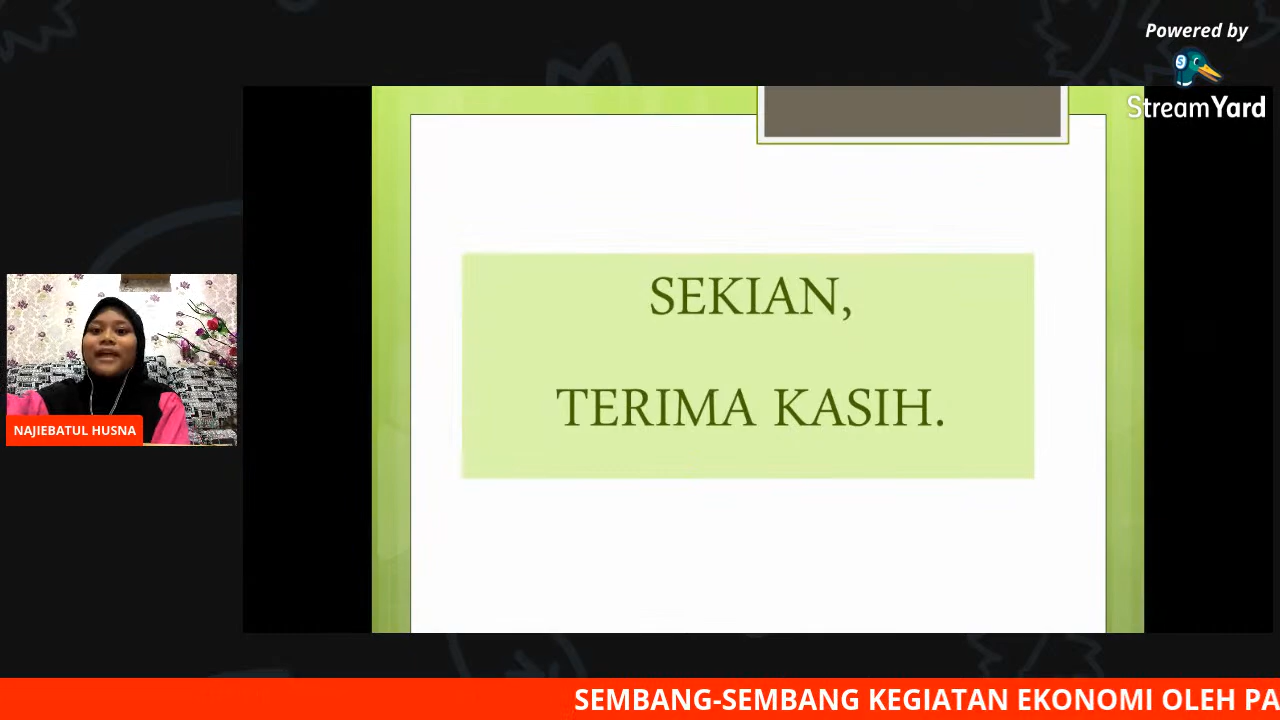 Powered by
StreamYard
SEKIAN,
TERIMA KASIH.
NAJIEBATUL HUSNA
SEMBANG-SEMBANG KEGIATAN EKONOMI OLEH PA